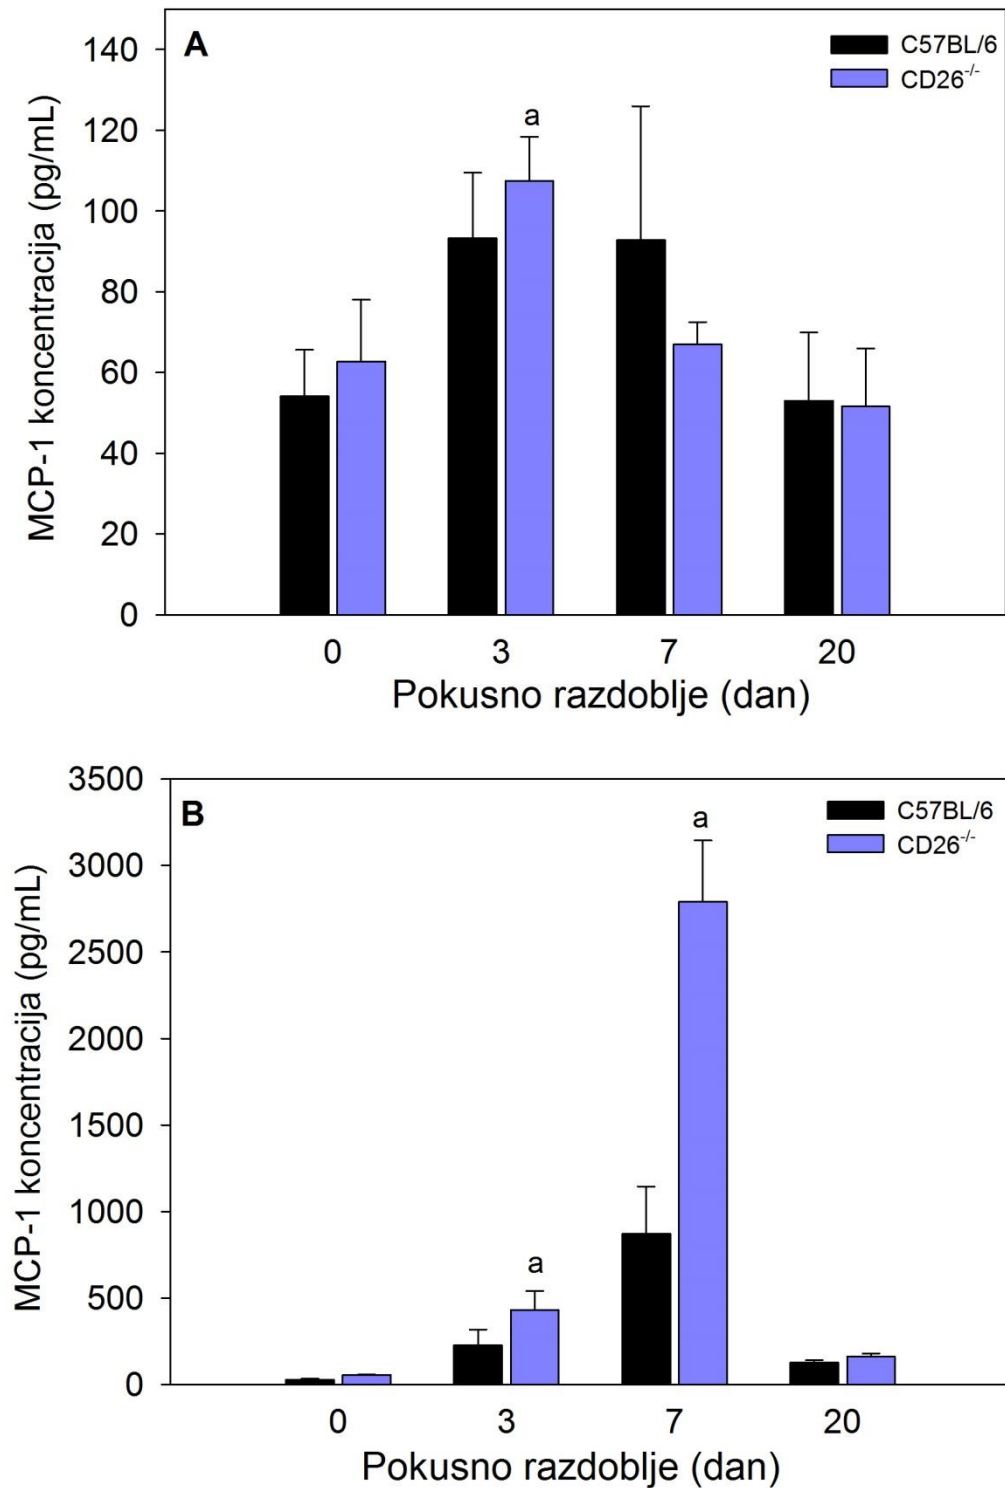 A
C57BL/6
CD26-/-
a
140
120
100
80
60
40
20
0
MCP-1 koncentracija (pg/mL)
0 3 7 20
Pokusno razdoblje (dan)
B
C57BL/6
CD26-/-
a
a
3500
3000
2500
2000
1500
1000
500
0
MCP-1 koncentracija (pg/mL)
0 3 7 20
Pokusno razdoblje (dan)